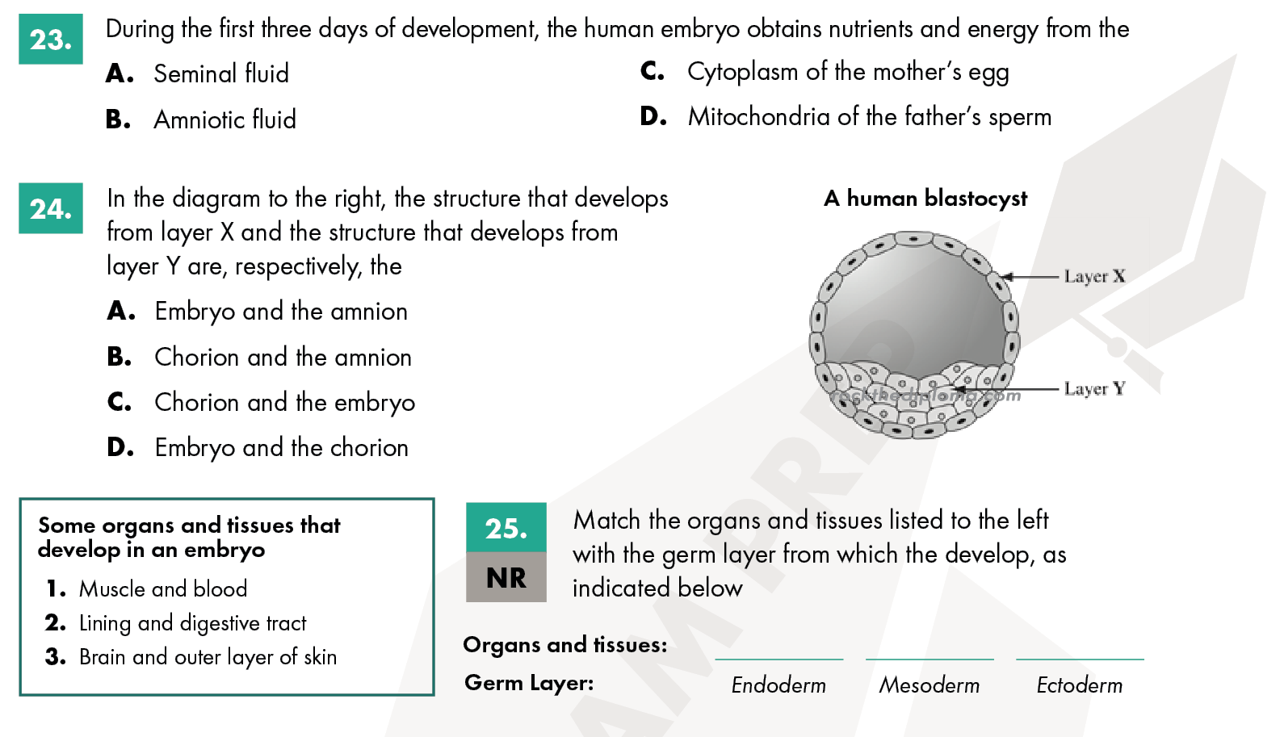 23.
During the first three days of development, the human embryo obtains nutrients and energy from the
A. Seminal fluid
B. Amniotic fluid
C. Cytoplasm of the mother's egg
D. Mitochondria of the father's sperm
24.
In the diagram to the right, the structure that develops
from layer X and the structure that develops from
layer Y are, respectively, the
A. Embryo and the amnion
B. Chorion and the amnion
C. Chorion and the embryo
D. Embryo and the chorion
A human blastocyst
Layer X
Layer Y
rockthediploma.com
Some organs and tissues that
develop in an embryo
1. Muscle and blood
2. Lining and digestive tract
3. Brain and outer layer of skin
25.
NR
Match the organs and tissues listed to the left
with the germ layer from which the develop, as
indicated below
Organs and tissues:
Germ Layer: Endoderm Mesoderm Ectoderm
AM PREP